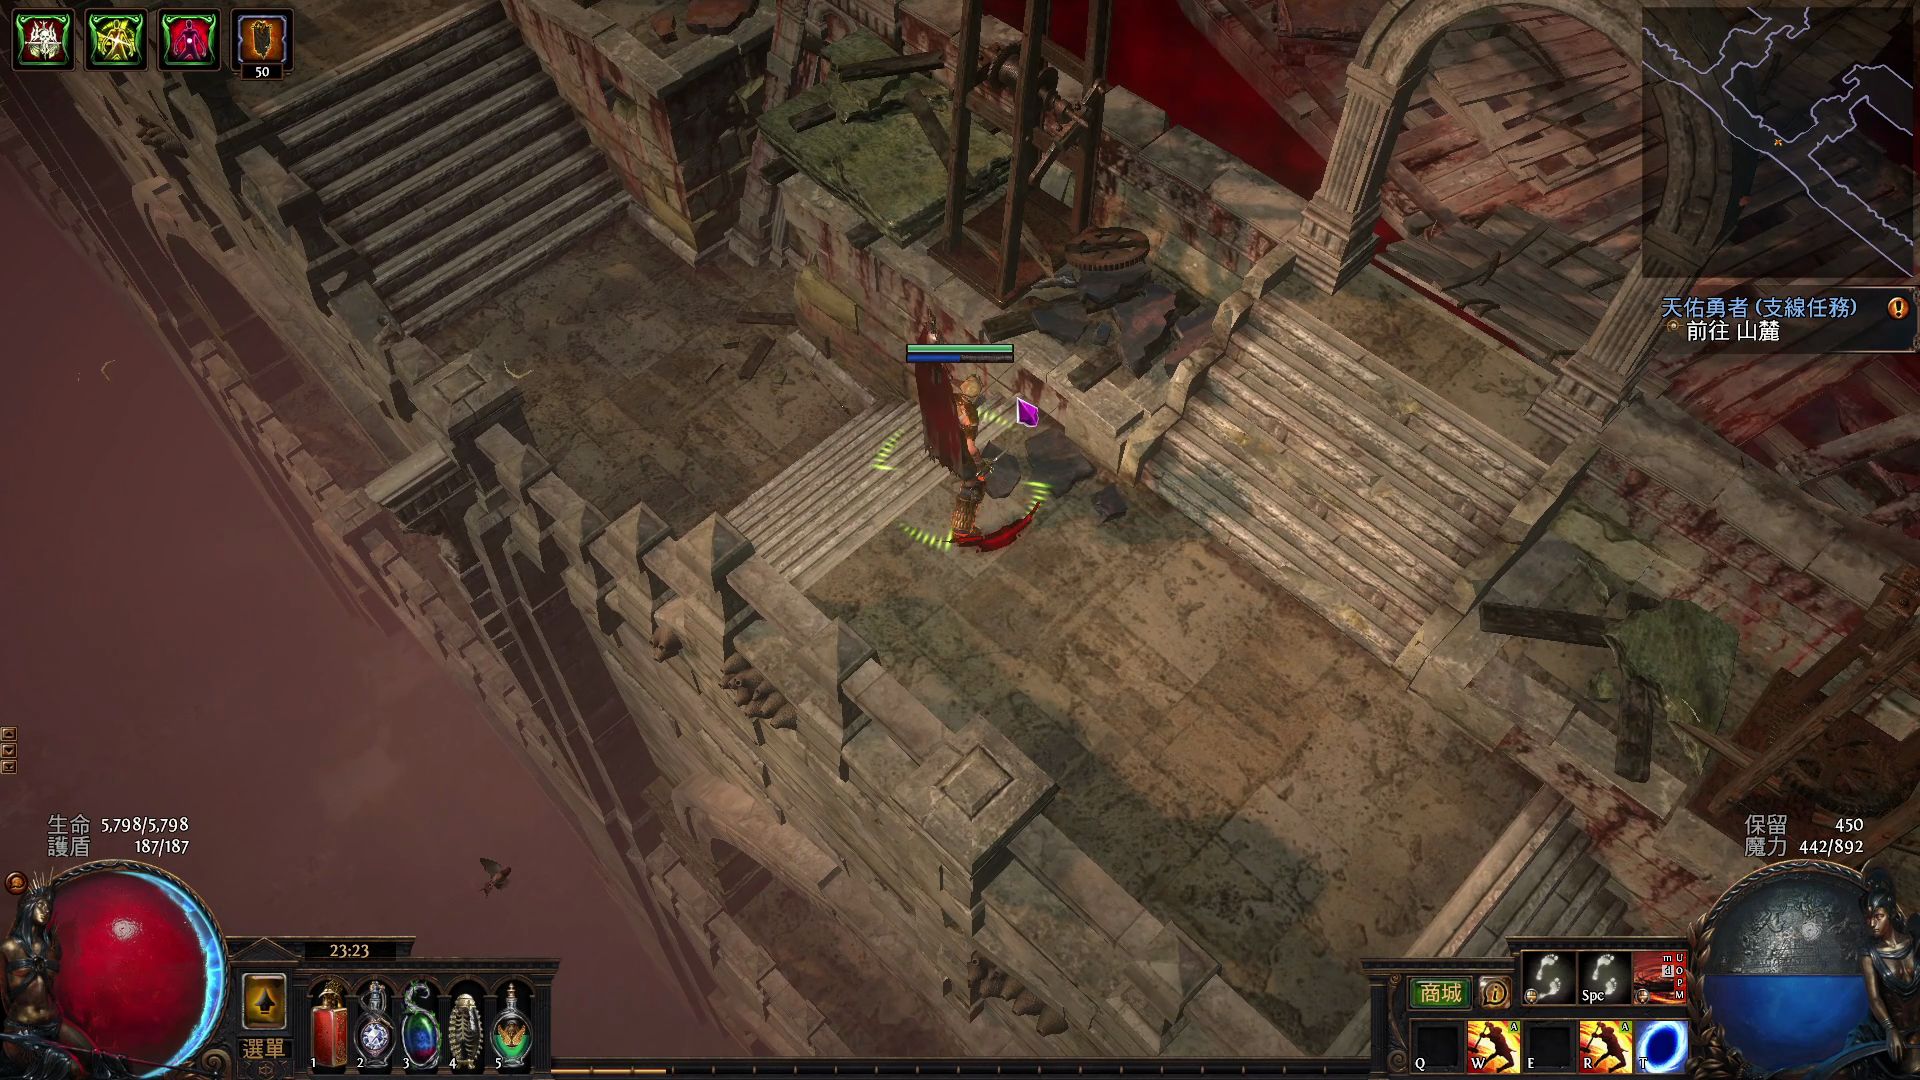 50
天佑勇者 (支線任務)
前往 山麓
生命 5,798/5,798
護盾 187/187
保留 450
魔力 442/892
23:23
選單
1 2 3 4 5
商城
Spc
m U
d O
P
M
Q W A E R A T